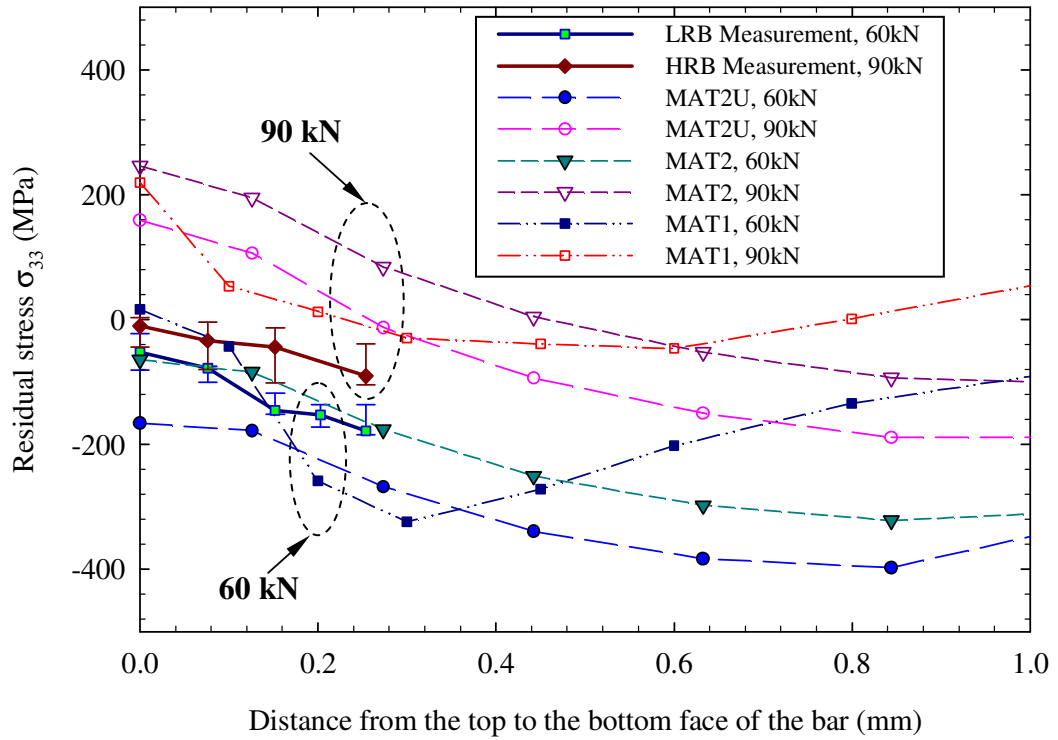 LRB Measurement, 60kN
HRB Measurement, 90kN
MAT2U, 60kN
MAT2U, 90kN
MAT2, 60kN
MAT2, 90kN
MAT1, 60kN
MAT1, 90kN
90 kN
60 kN
Residual stress σ33 (MPa)
400
200
0
-200
-400
0.0 0.2 0.4 0.6 0.8 1.0
Distance from the top to the bottom face of the bar (mm)